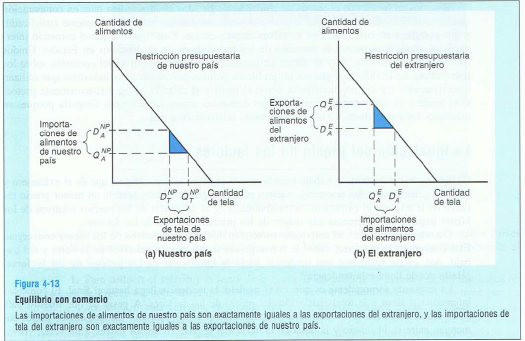 Cantidad de
alimentos
Restricción presupuestaria
de nuestro país
Importa-
ciones de
alimentos
de nuestro
país
D_A^NP
Q_A^NP
D_T^NP Q_T^NP
Cantidad
de tela
Exportaciones
de tela de
nuestro país
(a) Nuestro país
Cantidad de
alimentos
Restricción presupuestaria
del extranjero
Exporta-
ciones de
alimentos
del
extranjero
Q_A^E
D_A^E
Q_A^E D_A^E
Cantidad
de tela
Importaciones
de alimentos
del extranjero
(b) El extranjero
Figura 4-13
Equilibrio con comercio
Las importaciones de alimentos de nuestro país son exactamente iguales a las exportaciones del extranjero, y las importaciones de
tela del extranjero son exactamente iguales a las exportaciones de nuestro país.